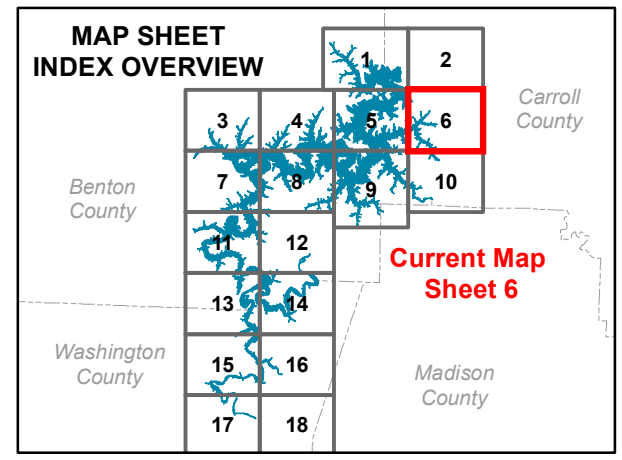 MAP SHEET
INDEX OVERVIEW
1
2
Carroll
County
3
4
5
6
Benton
County
7
8
9
10
11
12
Current Map
Sheet 6
13
14
Washington
County
15
16
Madison
County
17
18